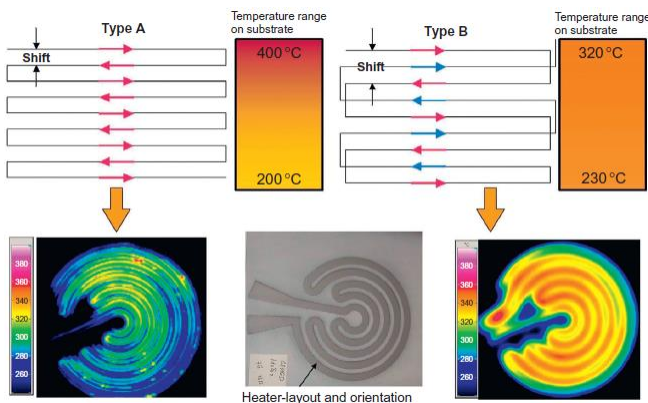 Type A
Shift
Temperature range
on substrate
400 °C
200 °C
Type B
Shift
Temperature range
on substrate
320 °C
230 °C
380
360
340
320
300
280
260
380
360
340
320
300
280
260
Heater-layout and orientation